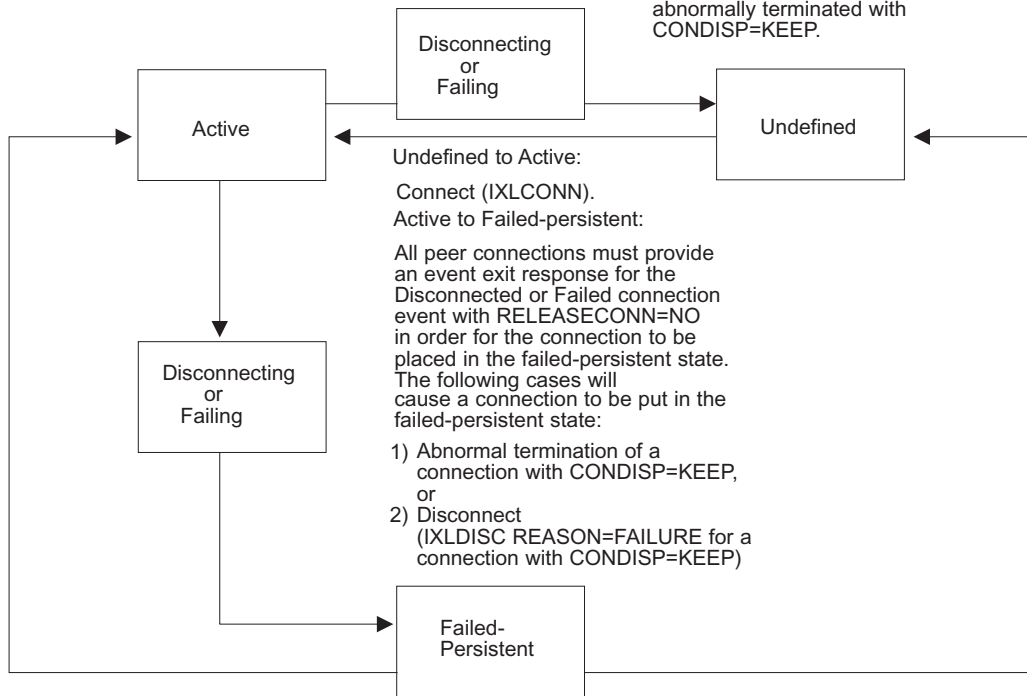 abnormally terminated with
CONDISP=KEEP.
Disconnecting
or
Failing
Active
Undefined
Undefined to Active:
Connect (IXLCONN).
Active to Failed-persistent:
All peer connections must provide
an event exit response for the
Disconnected or Failed connection
event with RELEASECONN=NO
in order for the connection to be
placed in the failed-persistent state.
The following cases will
cause a connection to be put in the
failed-persistent state:
1) Abnormal termination of a
connection with CONDISP=KEEP,
or
2) Disconnect
(IXLDISC REASON=FAILURE for a
connection with CONDISP=KEEP)
Disconnecting
or
Failing
Failed-
Persistent